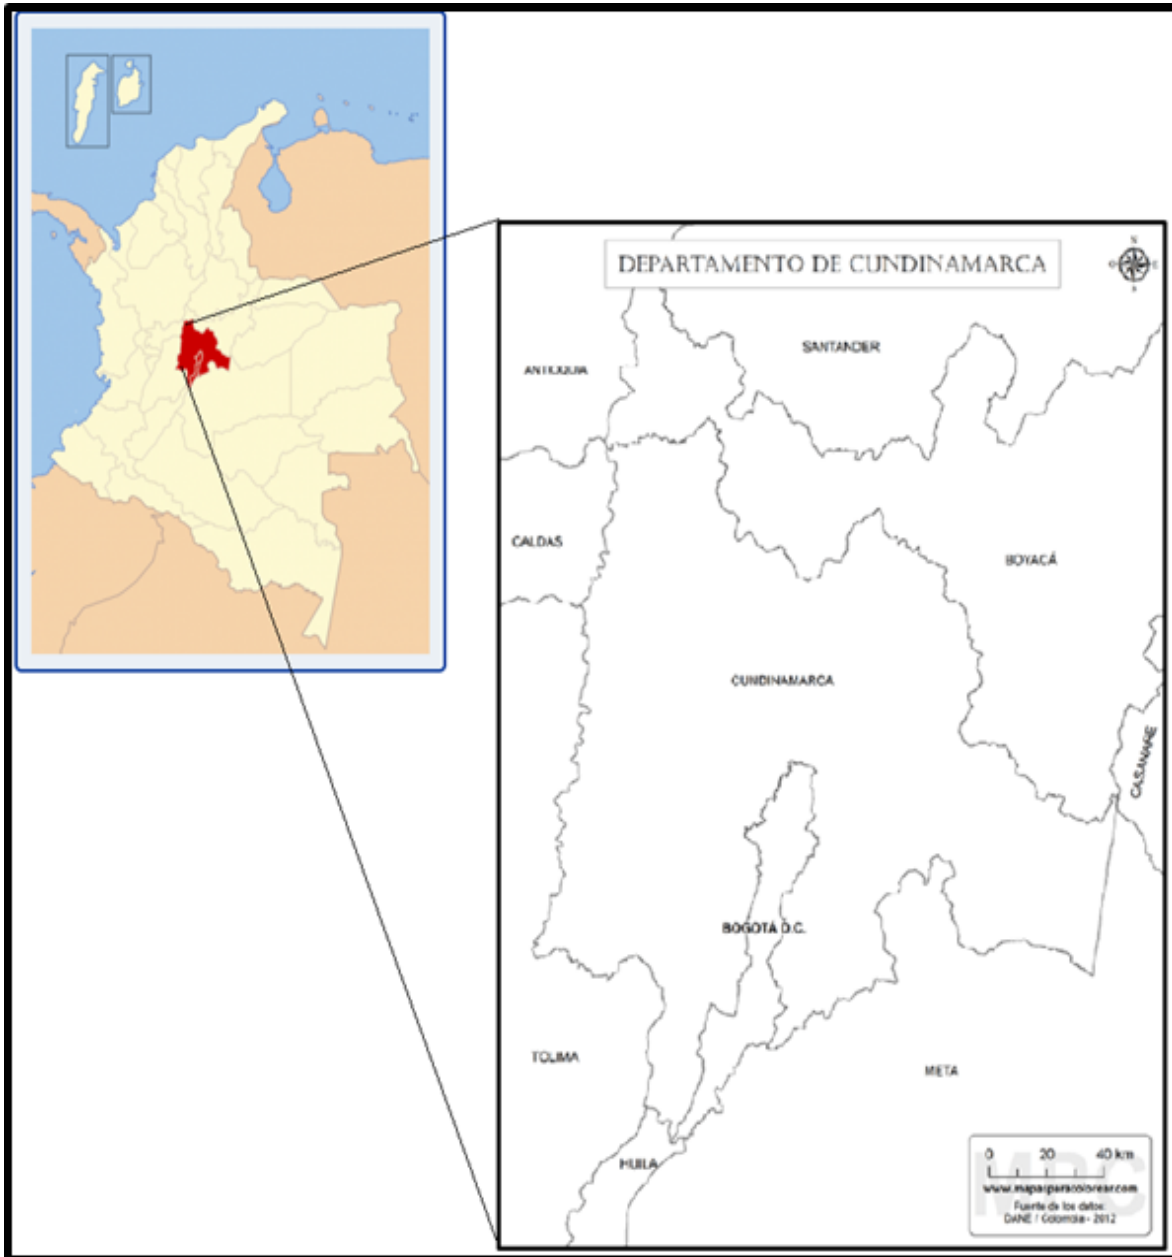 DEPARTAMENTO DE CUNDINAMARCA
N
O
E
S
SANTANDER
ANTIOQUIA
CALDAS
BOYACÁ
CUNDINAMARCA
CASANARE
BOGOTÁ D.C.
TOLIMA
META
HUILA
0 20 40 km
MPC
www.mapasparacolorear.com
Fuente de los datos:
DANE / Colombia - 2012